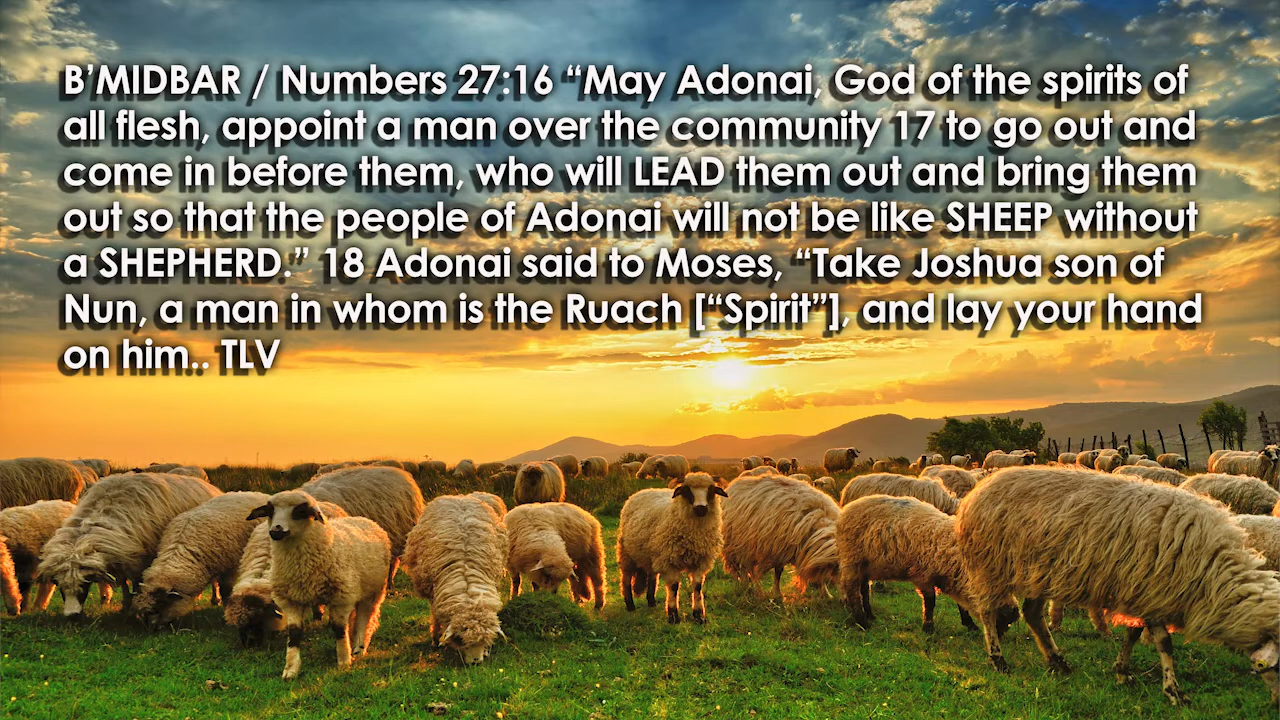 B’MIDBAR / Numbers 27:16 “May Adonai, God of the spirits of
all flesh, appoint a man over the community 17 to go out and
come in before them, who will LEAD them out and bring them
out so that the people of Adonai will not be like SHEEP without
a SHEPHERD.” 18 Adonai said to Moses, “Take Joshua son of
Nun, a man in whom is the Ruach [“Spirit”], and lay your hand
on him.. TLV